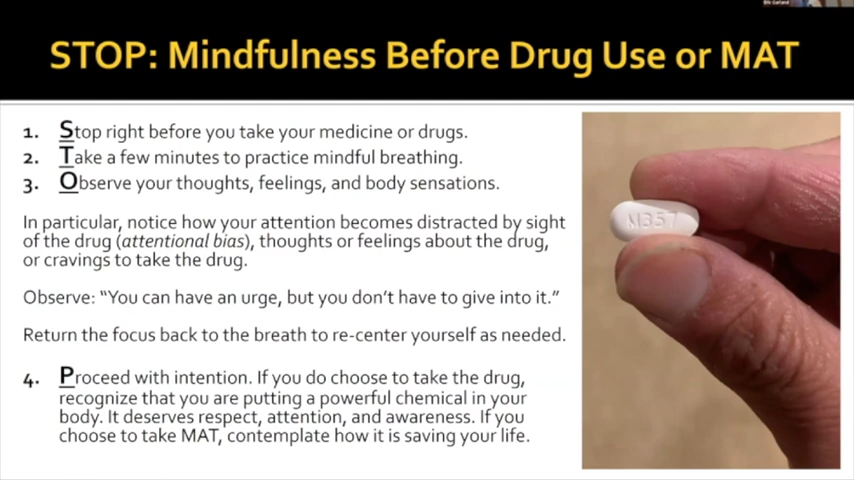 Eric Garland
STOP: Mindfulness Before Drug Use or MAT
1. Stop right before you take your medicine or drugs.
2. Take a few minutes to practice mindful breathing.
3. Observe your thoughts, feelings, and body sensations.
In particular, notice how your attention becomes distracted by sight
of the drug (attentional bias), thoughts or feelings about the drug,
or cravings to take the drug.
Observe: “You can have an urge, but you don’t have to give into it.”
Return the focus back to the breath to re-center yourself as needed.
4. Proceed with intention. If you do choose to take the drug,
recognize that you are putting a powerful chemical in your
body. It deserves respect, attention, and awareness. If you
choose to take MAT, contemplate how it is saving your life.
M357